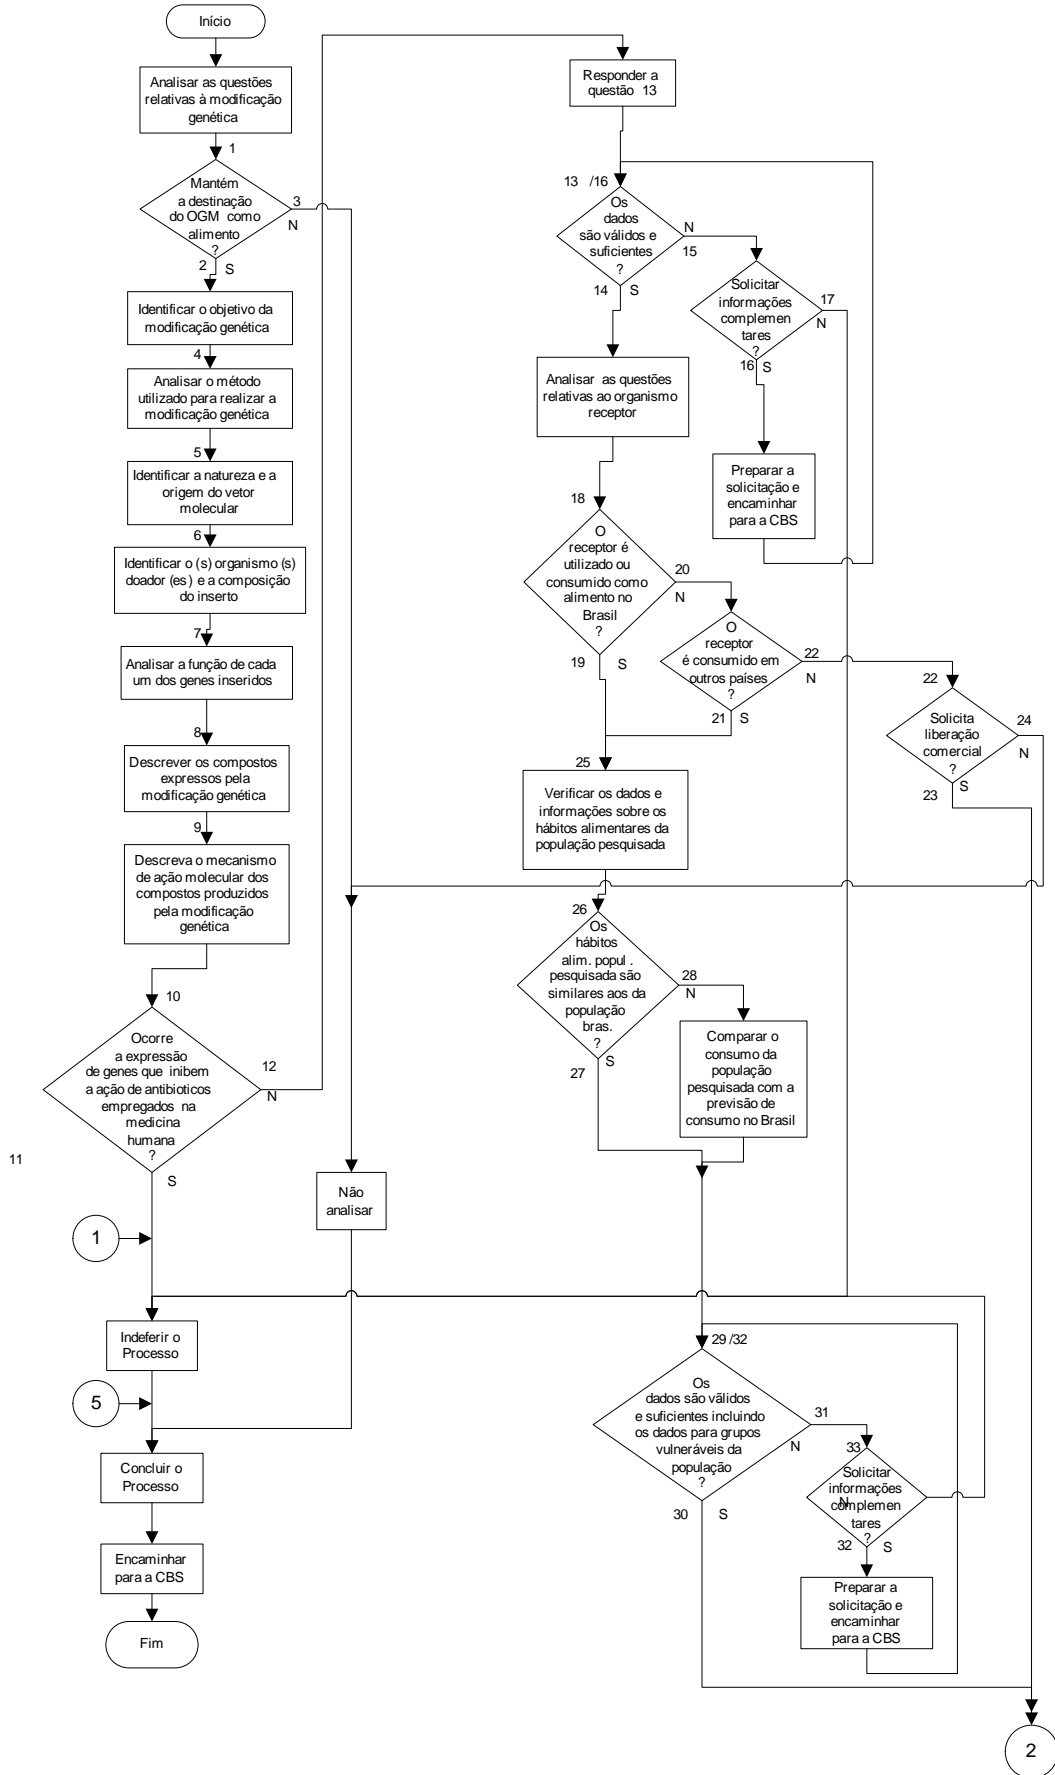 Início
Analisar as questões
relativas à modificação
genética
1
Mantém
a destinação
do OGM como
alimento
?
3
N
2
S
Identificar o objetivo da
modificação genética
4
Analisar o método
utilizado para realizar a
modificação genética
5
Identificar a natureza e a
origem do vetor
molecular
6
Identificar o (s) organismo (s)
doador (es) e a composição
do inserto
7
Analisar a função de cada
um dos genes inseridos
8
Descrever os compostos
expressos pela
modificação genética
9
Descreva o mecanismo
de ação molecular dos
compostos produzidos
pela modificação
genética
10
Ocorre
a expressão
de genes que inibem
a ação de antibioticos
empregados na
medicina
humana
?
12
N
11
S
1
Não
analisar
Indeferir o
Processo
5
Concluir o
Processo
Encaminhar
para a CBS
Fim
Responder a
questão 13
13 /16
Os
dados
são válidos e
suficientes
?
N
15
14
S
Solicitar
informações
complemen
tares
?
17
N
16
S
Preparar a
solicitação e
encaminhar
para a CBS
Analisar as questões
relativas ao organismo
receptor
18
O
receptor é
utilizado ou
consumido como
alimento no
Brasil
?
20
N
19
S
O
receptor
é consumido em
outros países
?
22
N
21
S
22
Solicita
liberação
comercial
?
24
N
S
23
25
Verificar os dados e
informações sobre os
hábitos alimentares da
população pesquisada
26
Os
hábitos
alim. popul .
pesquisada são
similares aos da
população
bras.
?
28
N
S
27
Comparar o
consumo da
população
pesquisada com a
previsão de
consumo no Brasil
29 /32
Os
dados são vãlidos
e suficientes incluindo
os dados para grupos
vulneráveis da
população
?
31
N
30
S
33
Solicitar
informações
complemen
N
tares
?
32
S
Preparar a
solicitação e
encaminhar
para a CBS
2